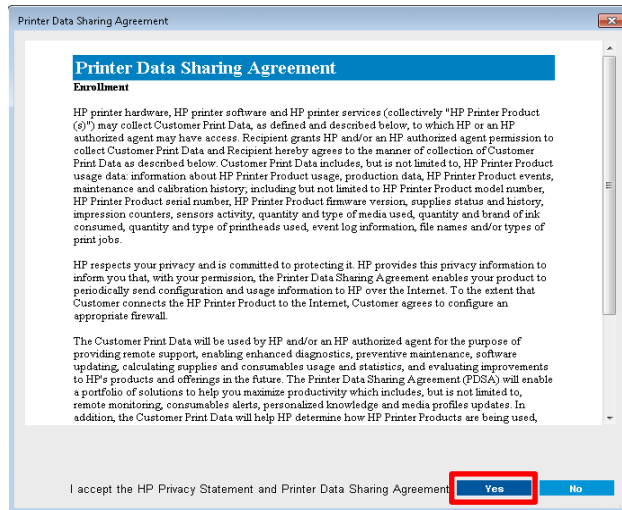 Printer Data Sharing Agreement
Printer Data Sharing Agreement
Enrollment
HP printer hardware, HP printer software and HP printer services (collectively "HP Printer Product
(s)") may collect Customer Print Data, as defined and described below, to which HP or an HP
authorized agent may have access. Recipient grants HP and/or an HP authorized agent permission to
collect Customer Print Data and Recipient hereby agrees to the manner of collection of Customer
Print Data as described below. Customer Print Data includes, but is not limited to, HP Printer Product
usage data: information about HP Printer Product usage, production data, HP Printer Product events,
maintenance and calibration history; including but not limited to HP Printer Product model number,
HP Printer Product serial number, HP Printer Product firmware version, supplies status and history,
impression counters, sensors activity, quantity and type of media used, quantity and brand of ink
consumed, quantity and type of printheads used, event log information, file names and/or types of
print jobs.
HP respects your privacy and is committed to protecting it. HP provides this privacy information to
inform you that, with your permission, the Printer Data Sharing Agreement enables your product to
periodically send configuration and usage information to HP over the Internet. To the extent that
Customer connects the HP Printer Product to the Internet, Customer agrees to configure an
appropriate firewall.
The Customer Print Data will be used by HP and/or an HP authorized agent for the purpose of
providing remote support, enabling enhanced diagnostics, preventive maintenance, software
updating, calculating supplies and consumables usage and statistics, and evaluating improvements
to HP's products and offerings in the future. The Printer Data Sharing Agreement (PDSA) will enable
a portfolio of solutions to help you maximize productivity which includes, but is not limited to,
remote monitoring, consumables alerts, personalized knowledge and media profiles updates. In
addition, the Customer Print Data will help HP determine how HP Printer Products are being used,
I accept the HP Privacy Statement and Printer Data Sharing Agreement Yes No